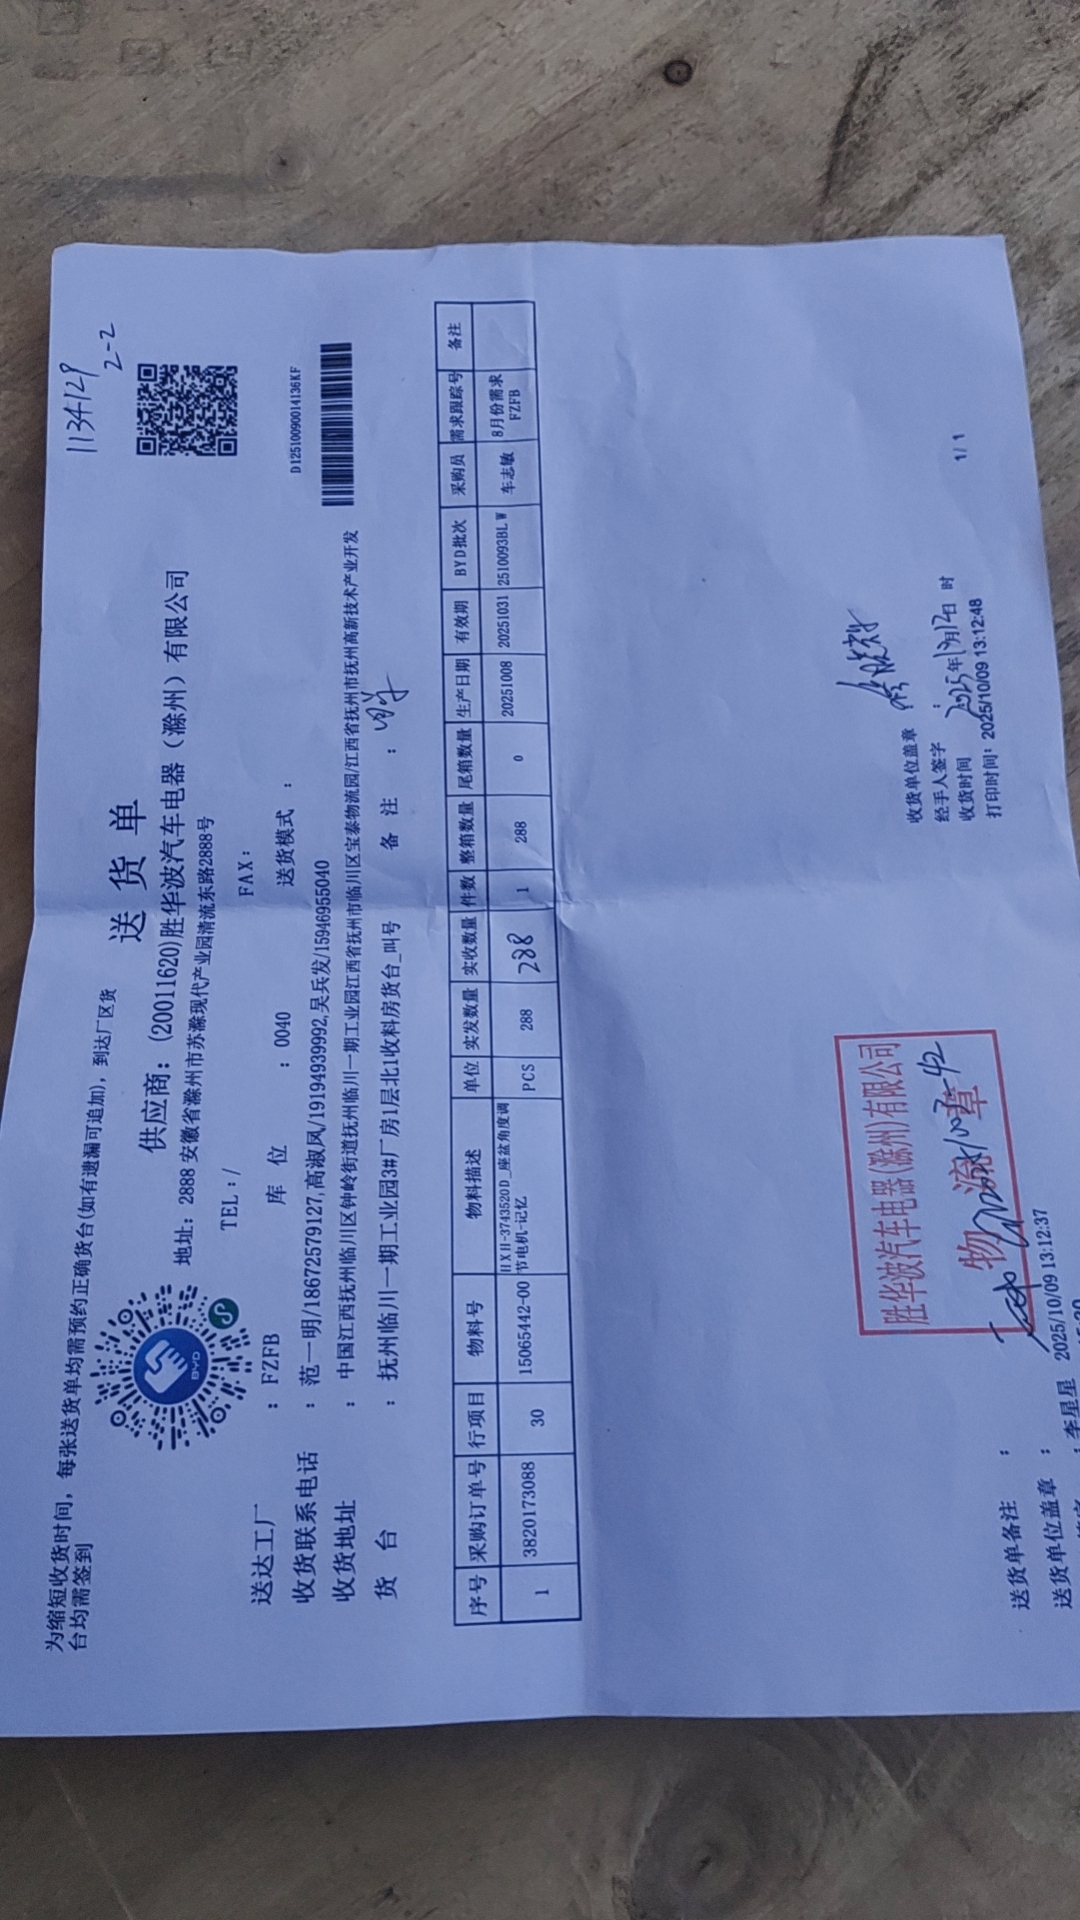 1134129
2-2
为缩短收货时间，每张送货单均需预约正确货台(如有遗漏可追加)，到达厂区货
台均需签到
送 货 单
供应商：(20011620)胜华波汽车电器（滁州）有限公司
地址：2888 安徽省滁州市苏滁现代产业园清流东路2888号
TEL：/ FAX：
D12510090014136KF
BYD
送达工厂 ：FZFB 库 位 ：0040 送货模式 ：
收货联系电话 ：范一明/18672579127,高淑凤/19194939992,吴兵发/15946955040
收货地址 ：中国江西抚州临川区钟岭街道抚州临川一期工业园江西省抚州市临川区宝泰物流园/江西省抚州市抚州高新技术产业开发
货 台 ：抚州临川一期工业园3#厂房1层北1收料房货台_叫号 备 注 ：
序号 采购订单号 行项目 物料号 物料描述 单位 实发数量 实收数量 件数 整箱数量 尾箱数量 生产日期 有效期 BYD批次 采购员 需求跟踪号 备注
1 3820173088 30 15065442-00 HXH-3743520D_座盆角度调 PCS 288 288 1 288 0 20251008 20251031 2510093BLW 车志敏 8月份需求
节电机-记忆 FZFB
胜华波汽车电器(滁州)有限公司
物 流 章
送货单备注 ：
送货单位盖章 ：
李星星 2025/10/09 13:12:37
收货单位盖章
经手人签字 ：
收货时间 2025年10月12日 时
打印时间：2025/10/09 13:12:48
1/1